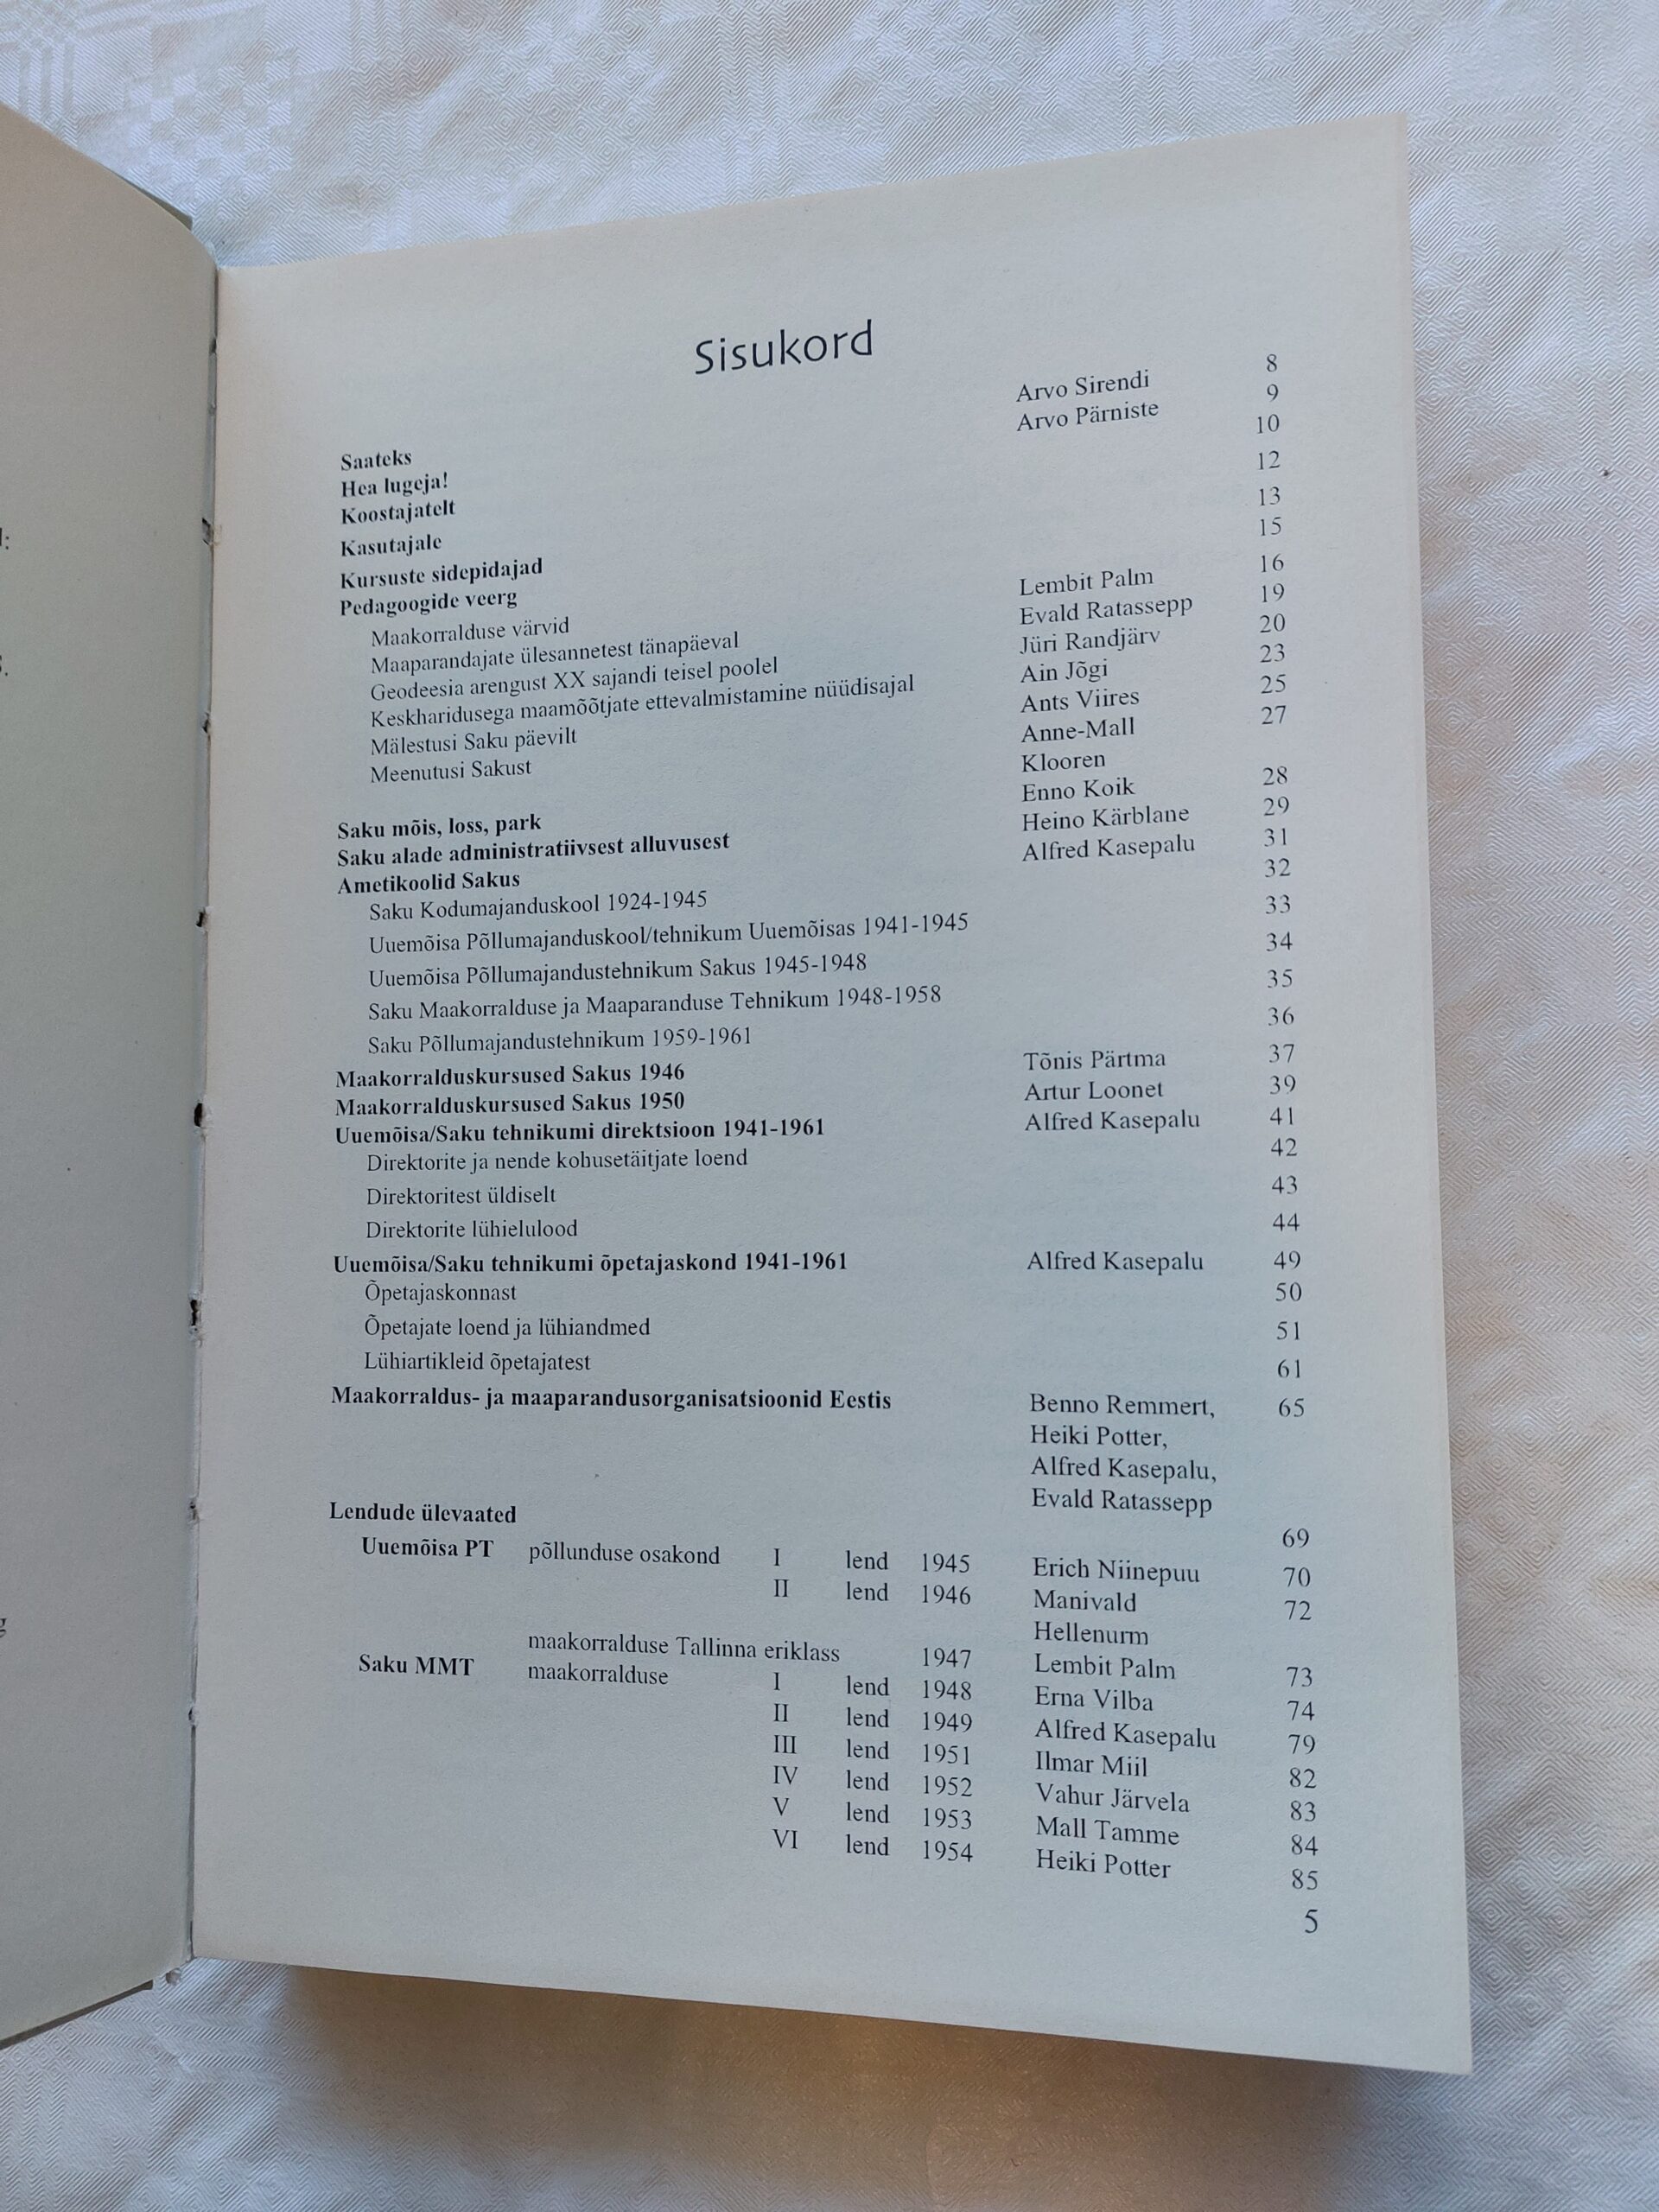 Sisukord
Saateks Arvo Sirendi 8
Hea lugeja! Arvo Pärniste 9
Koostajatelt 10
Kasutajale 12
Kursuste sidepidajad 13
Pedagoogide veerg 15
Maakorralduse värvid Lembit Palm 16
Maaparandajate ülesannetest tänapäeval Evald Ratassepp 19
Geodeesia arengust XX sajandi teisel poolel Jüri Randjärv 20
Keskharidusega maamõõtjate ettevalmistamine nüüdisajal Ain Jõgi 23
Mälestusi Saku päevilt Ants Viires 25
Meenutusi Sakust Anne-Mall 27
Klooren
Saku mõis, loss, park Enno Koik 28
Saku alade administratiivsest alluvusest Heino Kärblane 29
Ametikoolid Sakus Alfred Kasepalu 31
Saku Kodumajanduskool 1924-1945 32
Uuemõisa Põllumajanduskool/tehnikum Uuemõisas 1941-1945 33
Uuemõisa Põllumajandustehnikum Sakus 1945-1948 34
Saku Maakorralduse ja Maaparanduse Tehnikum 1948-1958 35
Saku Põllumajandustehnikum 1959-1961 36
Maakorralduskursused Sakus 1946 Tõnis Pärtma 37
Maakorralduskursused Sakus 1950 Artur Loonet 39
Uuemõisa/Saku tehnikumi direktsioon 1941-1961 Alfred Kasepalu 41
Direktorite ja nende kohusetäitjate loend 42
Direktoritest üldiselt 43
Direktorite lühielulood 44
Uuemõisa/Saku tehnikumi õpetajaskond 1941-1961 Alfred Kasepalu 49
Õpetajaskonnast 50
Õpetajate loend ja lühiandmed 51
Lühiartikleid õpetajatest 61
Maakorraldus- ja maaparandusorganisatsioonid Eestis Benno Remmert, 65
Heiki Potter,
Alfred Kasepalu,
Evald Ratassepp
Lendude ülevaated 69
Uuemõisa PT põllunduse osakond I lend 1945 Erich Niinepuu 70
II lend 1946 Manivald 72
Hellenurm
maakorralduse Tallinna eriklass 1947 Lembit Palm 73
Saku MMT maakorralduse I lend 1948 Erna Vilba 74
II lend 1949 Alfred Kasepalu 79
III lend 1951 Ilmar Miil 82
IV lend 1952 Vahur Järvela 83
V lend 1953 Mall Tamme 84
VI lend 1954 Heiki Potter 85
5